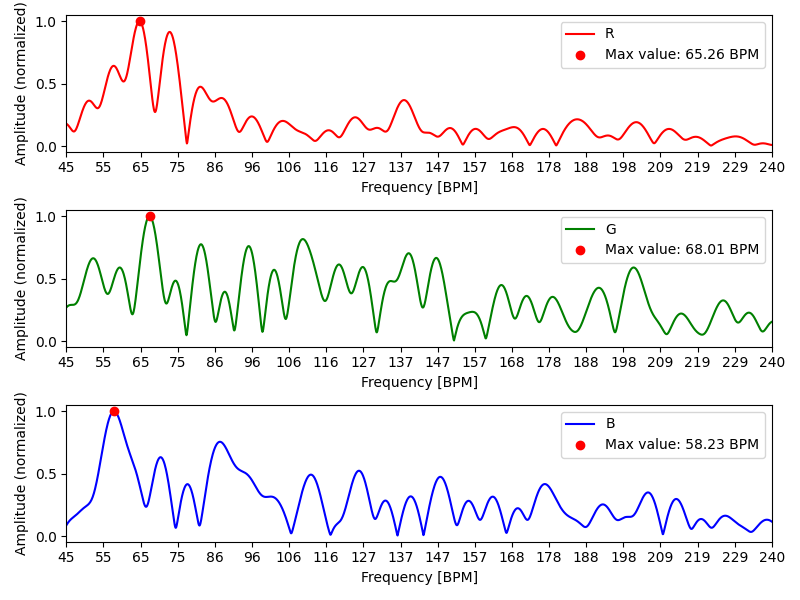 Amplitude (normalized)
1.0
0.5
0.0
R
Max value: 65.26 BPM
45 55 65 75 86 96 106 116 127 137 147 157 168 178 188 198 209 219 229 240
Frequency [BPM]
Amplitude (normalized)
1.0
0.5
0.0
G
Max value: 68.01 BPM
45 55 65 75 86 96 106 116 127 137 147 157 168 178 188 198 209 219 229 240
Frequency [BPM]
Amplitude (normalized)
1.0
0.5
0.0
B
Max value: 58.23 BPM
45 55 65 75 86 96 106 116 127 137 147 157 168 178 188 198 209 219 229 240
Frequency [BPM]